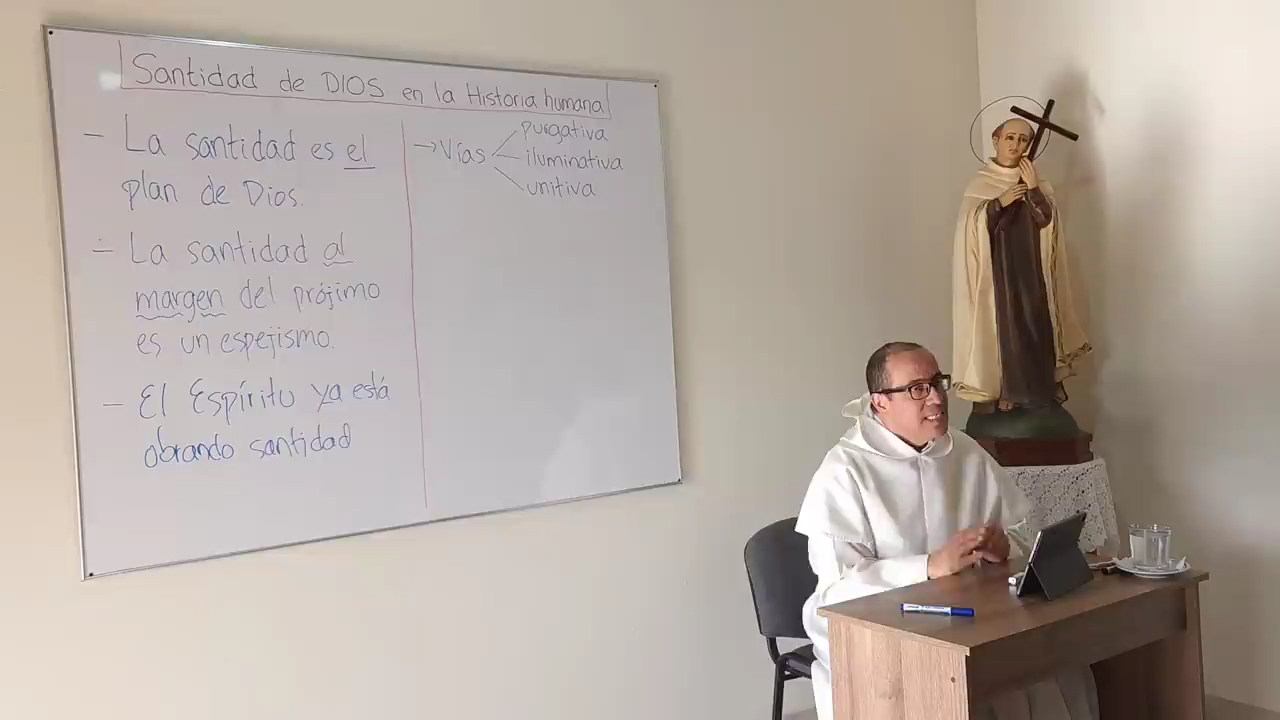 Santidad de DIOS en la Historia humana
- La santidad es el
plan de Dios.
- La santidad al
margen del prójimo
es un espejismo.
- El Espíritu ya está
obrando santidad
→ Vías
purgativa
iluminativa
unitiva